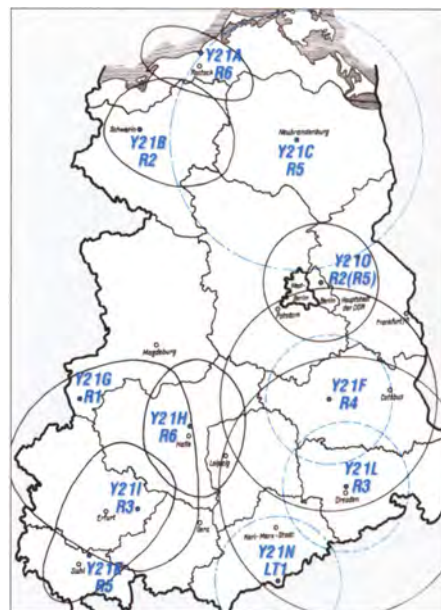 Y21A
Rostock
R6
Schwerin
Y21B
R2
Neubrandenburg
Y21C
R5
Y21O
R2(R5)
West-
Berlin
Berlin
Hauptstadt
der DDR
Potsdam
Frankfurt/O.
Magdeburg
Y21G
R1
Y21H
R6
Halle
Y21F
R4
Cottbus
Leipzig
Y21L
R3
Dresden
Y21I
R3
Erfurt
Gera
Karl-Marx-Stadt
Y21N
LT1
Suhl
R5